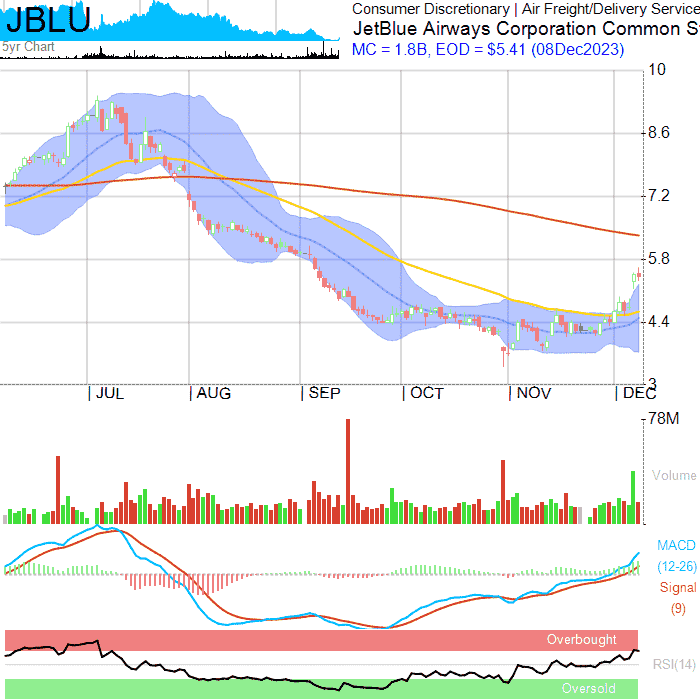 JBLU
5yr Chart
Consumer Discretionary | Air Freight/Delivery Service
JetBlue Airways Corporation Common S
MC = 1.8B, EOD = $5.41 (08Dec2023)
10
8.6
7.2
5.8
4.4
3
JUL AUG SEP OCT NOV DEC
78M
Volume
MACD
(12-26)
Signal
(9)
Overbought
RSI(14)
Oversold